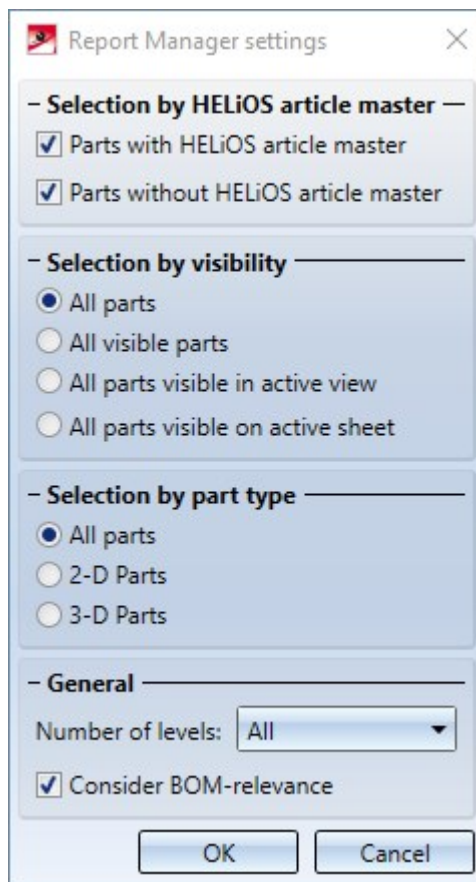 Report Manager settings
Selection by HELiOS article master
Parts with HELiOS article master
Parts without HELiOS article master
Selection by visibility
All parts
All visible parts
All parts visible in active view
All parts visible on active sheet
Selection by part type
All parts
2-D Parts
3-D Parts
General
Number of levels: All
Consider BOM-relevance
OK Cancel